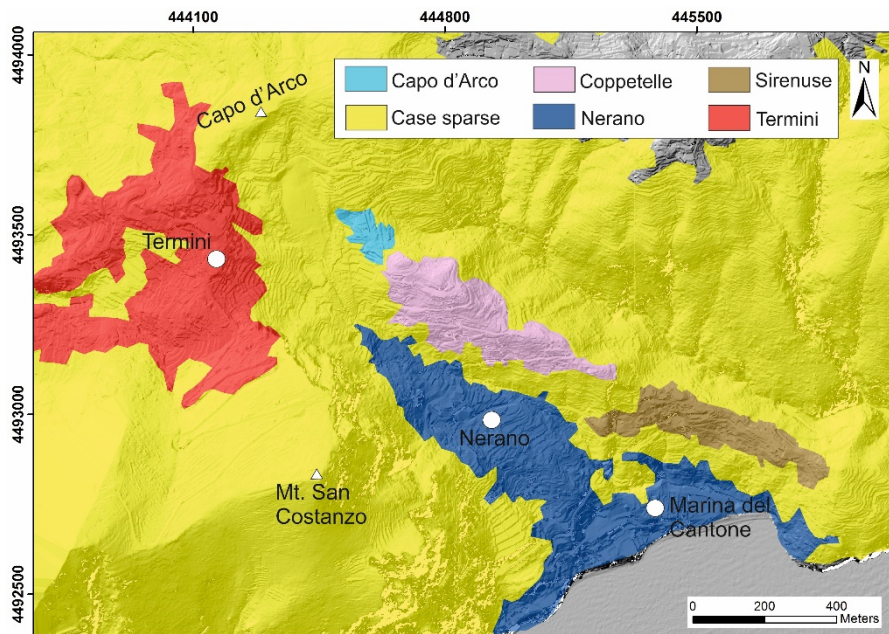 444100 444800 445500
4494000
4493500
4493000
4492500
Capo d'Arco Coppetelle Sirenuse
Case sparse Nerano Termini
N
Capo d'Arco
Termini
Nerano
Mt. San
Costanzo
Marina del
Cantone
0 200 400
Meters